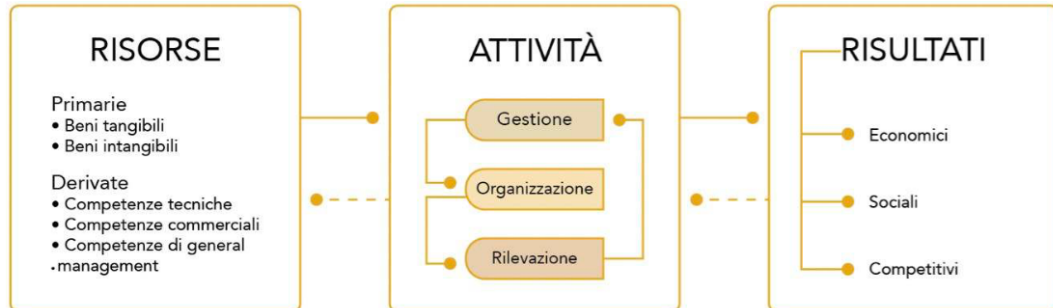 RISORSE
Primarie
• Beni tangibili
• Beni intangibili
Derivate
• Competenze tecniche
• Competenze commerciali
• Competenze di general
.management
ATTIVITÀ
Gestione
Organizzazione
Rilevazione
RISULTATI
Economici
Sociali
Competitivi